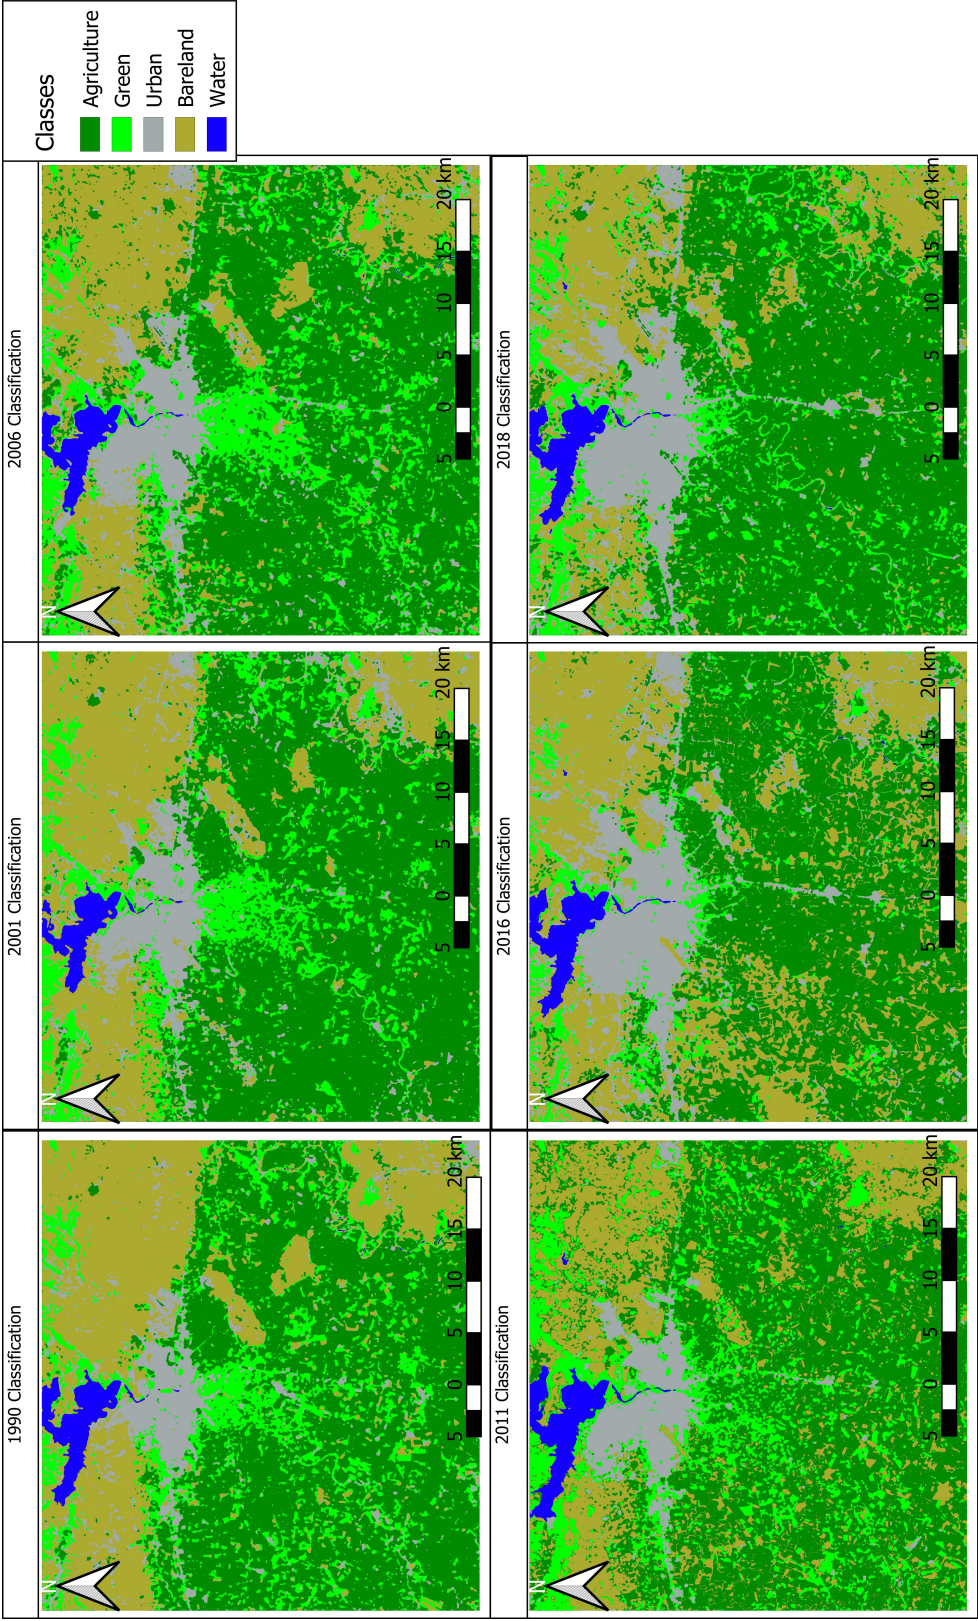 1990 Classification
N
5 0 5 10 15 20 km
2001 Classification
N
5 0 5 10 15 20 km
2006 Classification
N
5 0 5 10 15 20 km
Classes
Agriculture
Green
Urban
Bareland
Water
2011 Classification
N
5 0 5 10 15 20 km
2016 Classification
N
5 0 5 10 15 20 km
2018 Classification
N
5 0 5 10 15 20 km